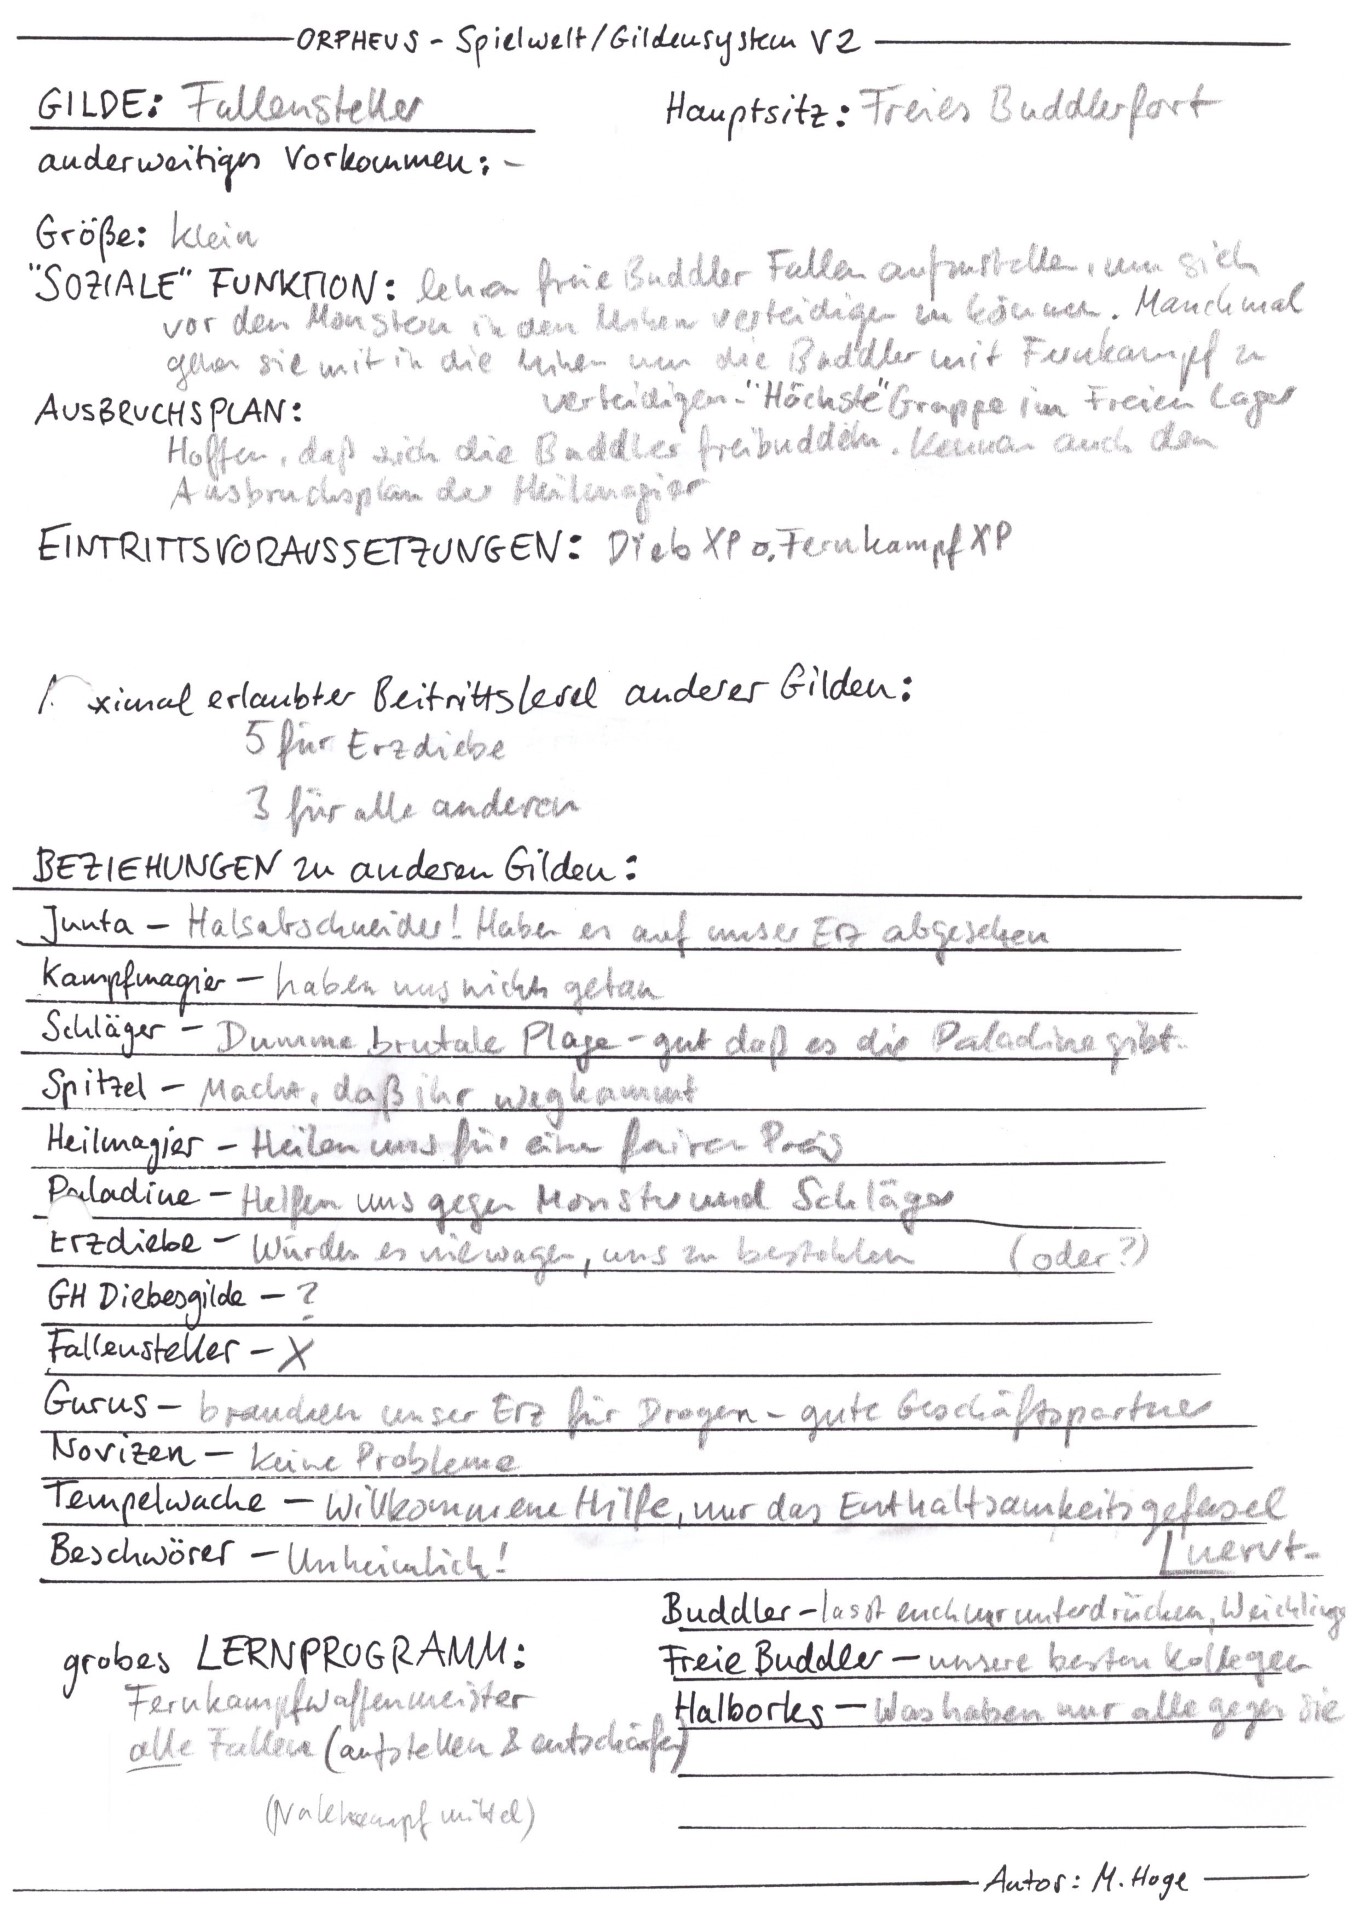 ORPHEUS - Spielwelt/Gildensystem V2
GILDE: Fallensteller
Hauptsitz: Freies Buddlerfort
anderweitiges Vorkommen: -
Größe: klein
"SOZIALE" FUNKTION: lehren freie Buddler Fallen aufzustellen, um sich
vor den Monstern in den Minen verteidigen zu können. Manchmal
gehen sie mit in die Minen um die Buddler mit Fernkampf zu
verteidigen. "Höchste" Gruppe im Freien Lager
AUSBRUCHSPLAN:
Hoffen, daß sich die Buddler freibuddeln. Kennen auch den
Ausbruchsplan der Heilmagier
EINTRITTSVORAUSSETZUNGEN: Dieb XP o. Fernkampf XP
ximal erlaubter Beitrittslevel anderer Gilden:
5 für Erzdiebe
3 für alle anderen
BEZIEHUNGEN zu anderen Gilden:
Junta - Halsabschneider! Haben es auf unser Erz abgesehen
Kampfmagier - haben uns nichts getan
Schläger - Dumme brutale Plage - gut daß es die Paladine gibt.
Spitzel - Macht, daß ihr wegkommt
Heilmagier - Heilen uns für einen fairen Preis
Paladine - Helfen uns gegen Monster und Schläger
Erzdiebe - Würden es nie wagen, uns zu bestehlen (oder?)
GH Diebesgilde - ?
Fallensteller - X
Gurus - brauchen unser Erz für Drogen - gute Geschäftspartner
Novizen - keine Probleme
Tempelwache - Willkommene Hilfe, nur das Enthaltsamkeitsgefasel
nervt.
Beschwörer - Unheimlich!
Buddler - lasst euch nur unterdrücken, Weichlinge
Freie Buddler - unsere besten Kollegen
Halborks - Was haben nur alle gegen sie
grobes LERNPROGRAMM:
Fernkampfwaffenmeister
alle Fallen (aufstellen & entschärfen)
(Nahkampf mittel)
Autor: M. Hoge